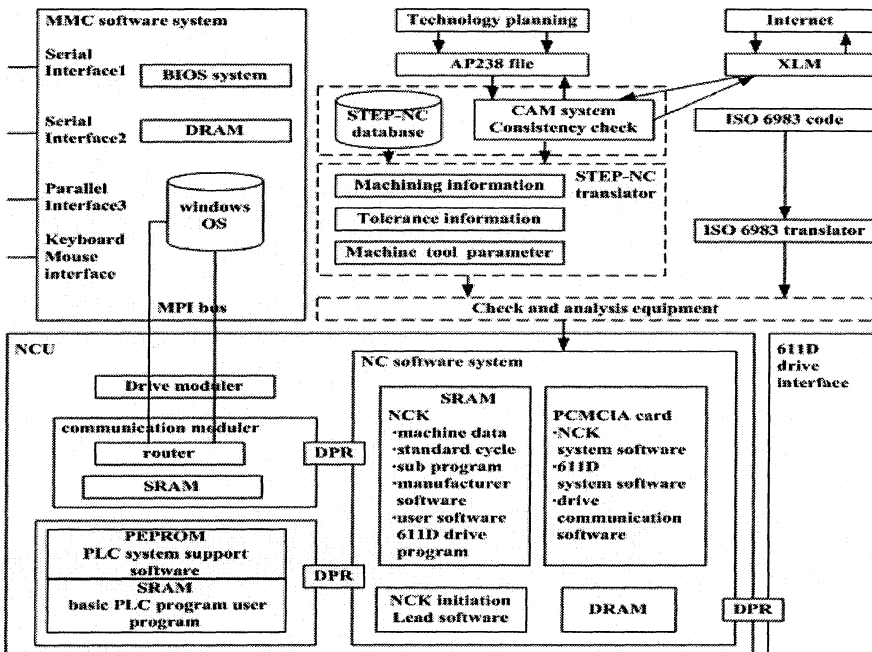 MMC software system
Serial
Interface1
BIOS system
Serial
Interface2
DRAM
Parallel
Interface3
windows
OS
Keyboard
Mouse
interface
MPI bus
Technology planning
AP238 file
STEP-NC
database
CAM system
Consistency check
STEP-NC
translator
Machining information
Tolerance information
Machine tool parameter
Internet
XLM
ISO 6983 code
ISO 6983 translator
Check and analysis equipment
NCU
Drive moduler
communication moduler
router
SRAM
DPR
PEPROM
PLC system support
software
SRAM
basic PLC program user
program
DPR
NC software system
SRAM
NCK
·machine data
·standard cycle
·sub program
·manufacturer
software
·user software
611D drive
program
PCMCIA card
·NCK
system software
·611D
system software
·drive
communication
software
NCK initiation
Lead software
DRAM
DPR
611D
drive
interface